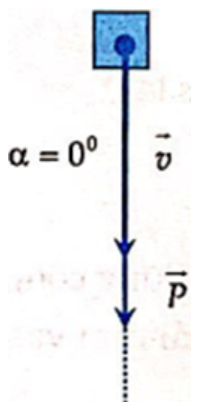 α = 0⁰
v⃗
P⃗